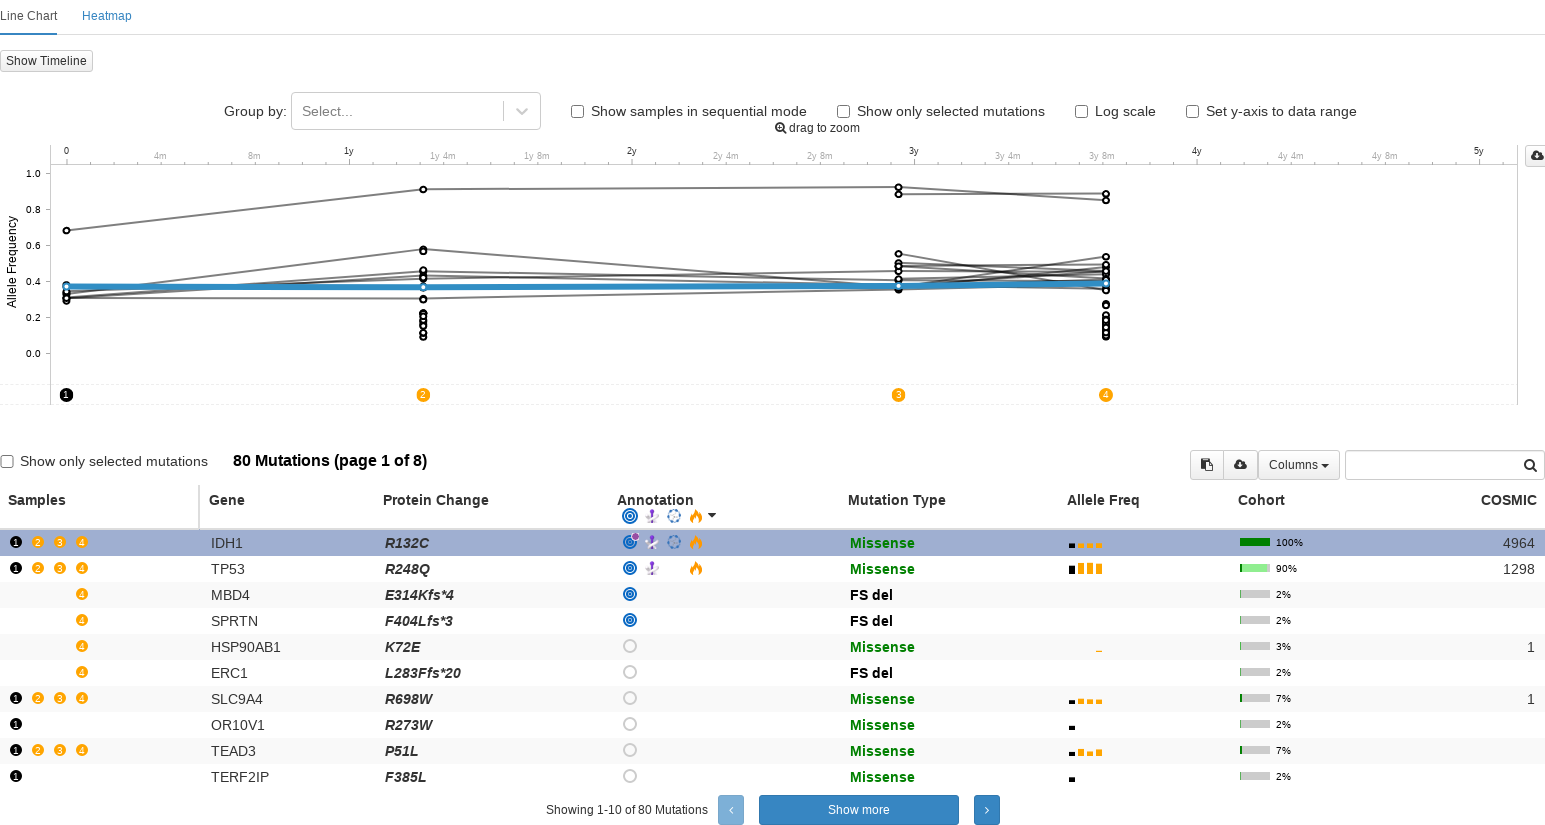 Line Chart Heatmap
Show Timeline
Group by: Select... Show samples in sequential mode Show only selected mutations Log scale Set y-axis to data range
drag to zoom
0 4m 8m 1y 1y 4m 1y 8m 2y 2y 4m 2y 8m 3y 3y 4m 3y 8m 4y 4y 4m 4y 8m 5y
Allele Frequency
1.0
0.8
0.6
0.4
0.2
0.0
1 2 3 4
Show only selected mutations 80 Mutations (page 1 of 8) Columns
Samples Gene Protein Change Annotation Mutation Type Allele Freq Cohort COSMIC
1 2 3 4 IDH1 R132C Missense 100% 4964
1 2 3 4 TP53 R248Q Missense 90% 1298
4 MBD4 E314Kfs*4 FS del 2%
4 SPRTN F404Lfs*3 FS del 2%
4 HSP90AB1 K72E Missense 3% 1
4 ERC1 L283Ffs*20 FS del 2%
1 2 3 4 SLC9A4 R698W Missense 7% 1
1 OR10V1 R273W Missense 2%
1 2 3 4 TEAD3 P51L Missense 7%
1 TERF2IP F385L Missense 2%
Showing 1-10 of 80 Mutations ‹ Show more ›